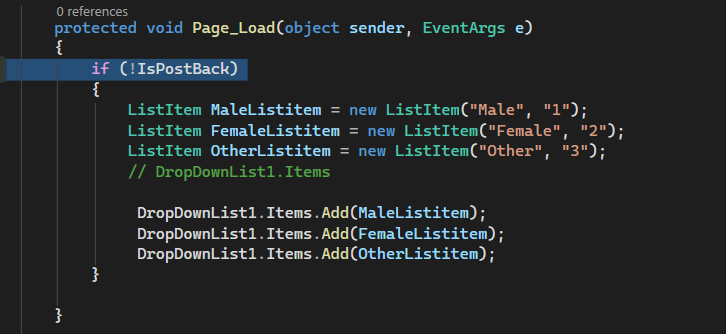 0 references
protected void Page_Load(object sender, EventArgs e)
{
if (!IsPostBack)
{
ListItem MaleListitem = new ListItem("Male", "1");
ListItem FemaleListitem = new ListItem("Female", "2");
ListItem OtherListitem = new ListItem("Other", "3");
// DropDownList1.Items
DropDownList1.Items.Add(MaleListitem);
DropDownList1.Items.Add(FemaleListitem);
DropDownList1.Items.Add(OtherListitem);
}
}